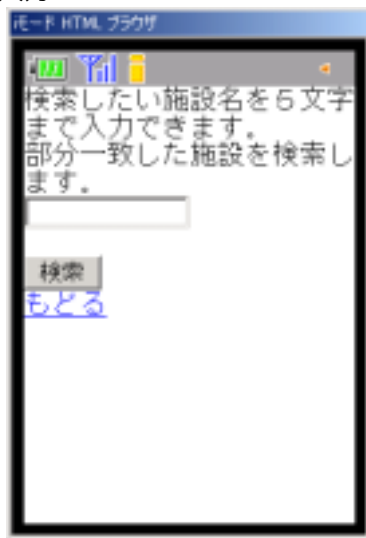 iモード HTML ブラウザ
検索したい施設名を５文字
まで入力できます。
部分一致した施設を検索し
ます。
検索
もどる